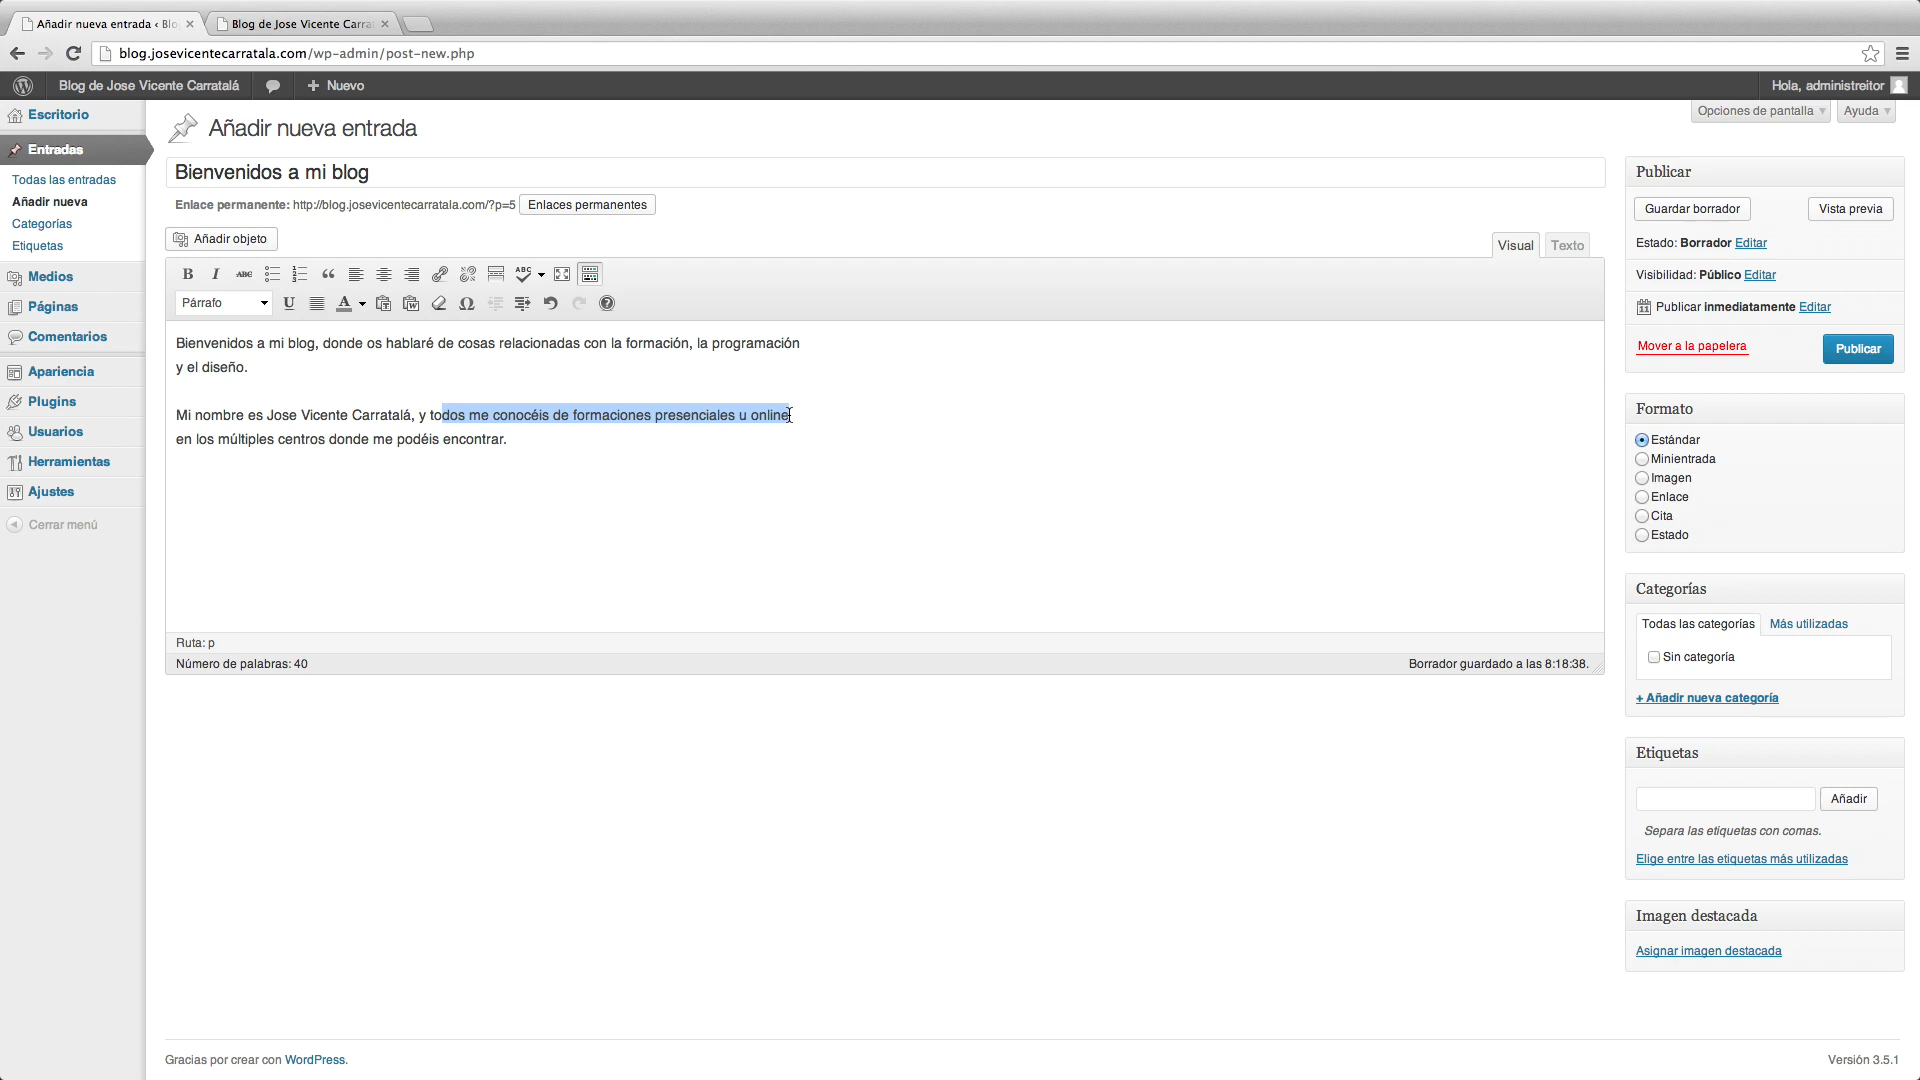 Añadir nueva entrada ‹ Blo
Blog de Jose Vicente Carra
blog.josevicentecarratala.com/wp-admin/post-new.php
Blog de Jose Vicente Carratalá
+ Nuevo
Hola, administreitor
Escritorio
Entradas
Todas las entradas
Añadir nueva
Categorías
Etiquetas
Medios
Páginas
Comentarios
Apariencia
Plugins
Usuarios
Herramientas
Ajustes
Cerrar menú
Opciones de pantalla
Ayuda
Añadir nueva entrada
Bienvenidos a mi blog
Enlace permanente: http://blog.josevicentecarratala.com/?p=5 Enlaces permanentes
Añadir objeto
Visual
Texto
B I ABC ABC
Párrafo U A Ω ?
Bienvenidos a mi blog, donde os hablaré de cosas relacionadas con la formación, la programación
y el diseño.
Mi nombre es Jose Vicente Carratalá, y todos me conocéis de formaciones presenciales u online
en los múltiples centros donde me podéis encontrar.
Ruta: p
Número de palabras: 40
Borrador guardado a las 8:18:38.
Publicar
Guardar borrador
Vista previa
Estado: Borrador Editar
Visibilidad: Público Editar
11 Publicar inmediatamente Editar
Mover a la papelera
Publicar
Formato
Estándar
Minientrada
Imagen
Enlace
Cita
Estado
Categorías
Todas las categorías
Más utilizadas
Sin categoría
+ Añadir nueva categoría
Etiquetas
Añadir
Separa las etiquetas con comas.
Elige entre las etiquetas más utilizadas
Imagen destacada
Asignar imagen destacada
Gracias por crear con WordPress.
Versión 3.5.1